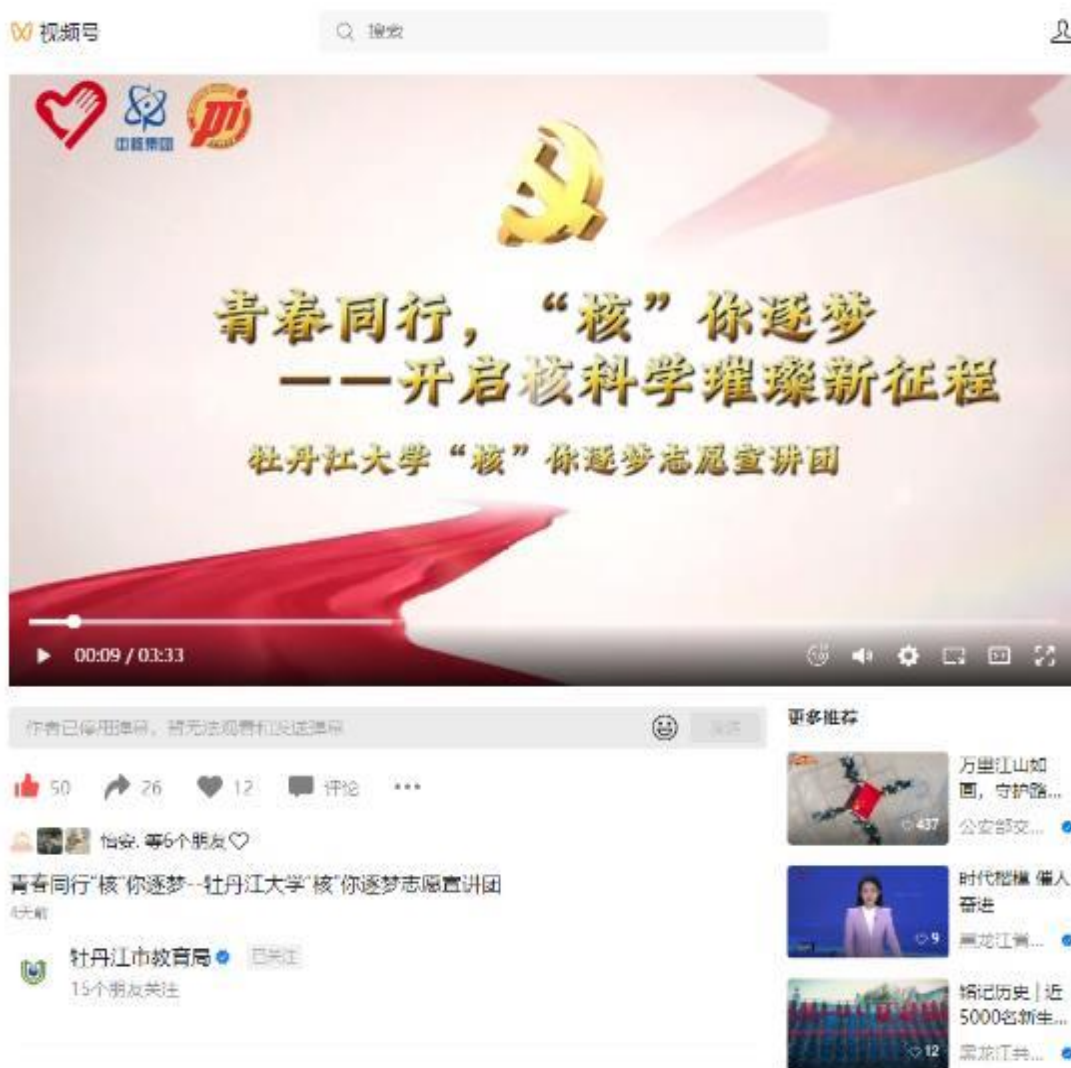 视频号
搜索
中核集团
青春同行，“核”你逐梦
——开启核科学璀璨新征程
牡丹江大学“核”你逐梦志愿宣讲团
00:09 / 03:33
作者已停用弹幕，暂无法观看和发送弹幕
发送
50
26
12
评论
怡安. 等6个朋友
青春同行“核”你逐梦--牡丹江大学“核”你逐梦志愿宣讲团
4天前
牡丹江市教育局
已关注
15个朋友关注
更多推荐
437
万里江山如
画，守护路...
公安部交...
9
时代楷模 催人
奋进
黑龙江省...
12
铭记历史 | 近
5000名新生...
黑龙江共...